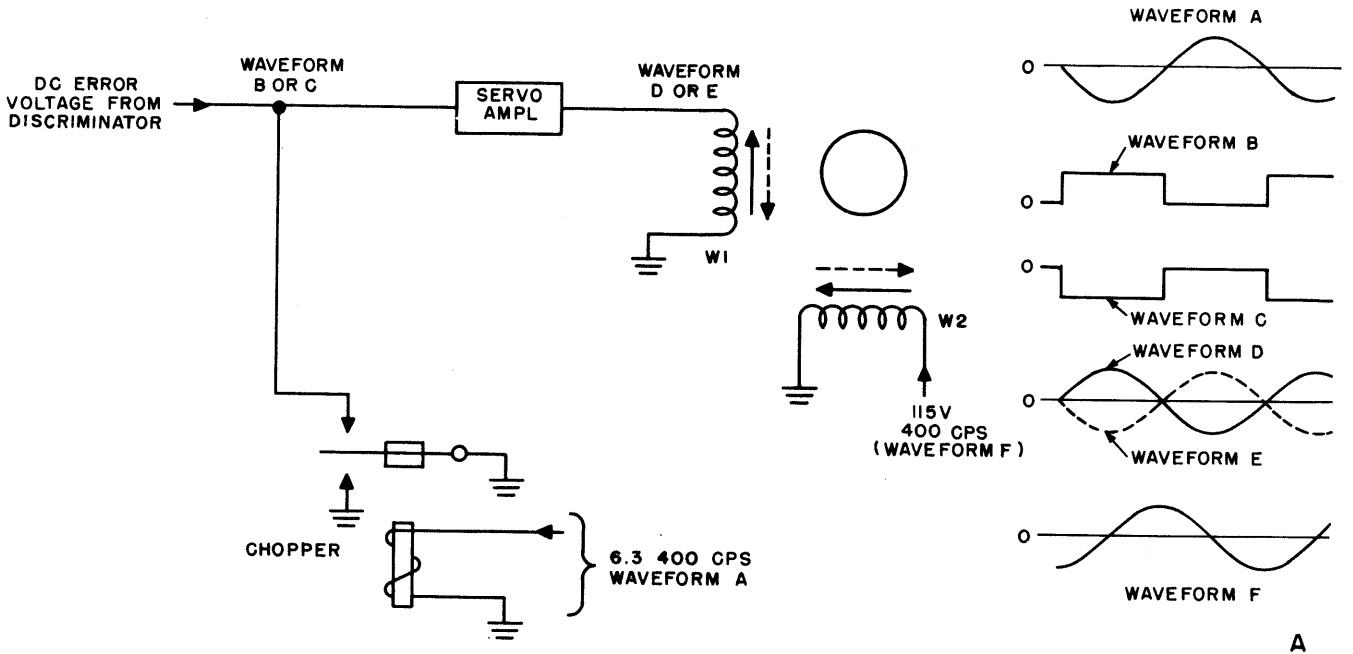 DC ERROR
VOLTAGE FROM
DISCRIMINATOR
WAVEFORM
B OR C
SERVO
AMPL
WAVEFORM
D OR E
W1
W2
115V
400 CPS
(WAVEFORM F)
CHOPPER
6.3 400 CPS
WAVEFORM A
WAVEFORM A
0
WAVEFORM B
0
0
WAVEFORM C
WAVEFORM D
0
WAVEFORM E
0
WAVEFORM F
A